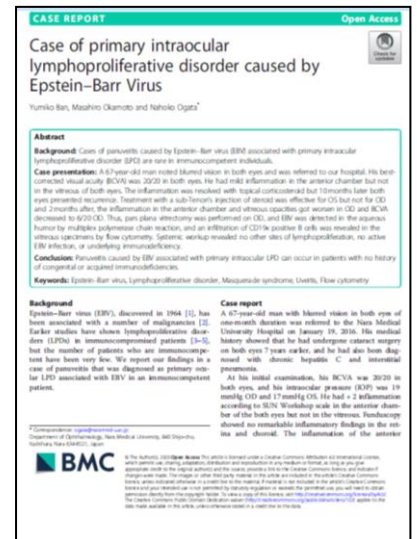 CASE REPORT
Open Access
Case of primary intraocular
lymphoproliferative disorder caused by
Epstein–Barr Virus
Check for
updates
Yumiko Ban, Masahiro Okamoto and Nahoko Ogata*
Abstract
Background: Cases of panuveitis caused by Epstein–Barr virus (EBV) associated with primary intraocular
lymphoproliferative disorder (LPD) are rare in immunocompetent individuals.
Case presentation: A 67-year-old man noted blurred vision in both eyes and was referred to our hospital. His best-
corrected visual acuity (BCVA) was 20/20 in both eyes. He had mild inflammation in the anterior chamber but not
in the vitreous of both eyes. The inflammation was resolved with topical corticosteroid but 10 months later both
eyes presented recurrence. Treatment with a sub-Tenon's injection of steroid was effective for OS but not for OD
and 2 months after, the inflammation in the anterior chamber and vitreous opacities got worsen in OD and BCVA
decreased to 6/20 OD. Thus, pars plana vitrectomy was performed on OD, and EBV was detected in the aqueous
humor by multiplex polymerase chain reaction, and an infiltration of CD19+ positive B cells was revealed in the
vitreous specimens by flow cytometry. Systemic workup revealed no other sites of lymphoproliferation, no active
EBV infection, or underlying immunodeficiency.
Conclusion: Panuveitis caused by EBV associated with primary intraocular LPD can occur in patients with no history
of congenital or acquired immunodeficiencies.
Keywords: Epstein-Barr virus, Lymphoproliferative disorder, Masquerade syndrome, Uveitis, Flow cytometry
Background
Epstein–Barr virus (EBV), discovered in 1964 [1], has
been associated with a number of malignancies [2].
Earlier studies have shown lymphoproliferative disor-
ders (LPDs) in immunocompromised patients [3–5],
but the number of patients who are immunocompe-
tent have been very few. We report our findings in a
case of panuveitis that was diagnosed as primary ocu-
lar LPD associated with EBV in an immunocompetent
patient.
* Correspondence:
Department of Ophthalmology, Nara Medical University, 840 Shijo-cho,
Kashihara, Nara 634-8521, Japan
Case report
A 67-year-old man with blurred vision in both eyes of
one-month duration was referred to the Nara Medical
University Hospital on January 19, 2016. His medical
history showed that he had undergone cataract surgery
on both eyes 7 years earlier, and he had also been diag-
nosed with chronic hepatitis C and interstitial
pneumonia.
At his initial examination, his BCVA was 20/20 in
both eyes, and his intraocular pressure (IOP) was 19
mmHg OD and 17 mmHg OS. He had + 2 inflammation
according to SUN Workshop scale in the anterior cham-
ber of the both eyes but not in the vitreous. Funduscopy
showed no remarkable inflammatory findings in the ret-
ina and choroid. The inflammation of the anterior
BMC